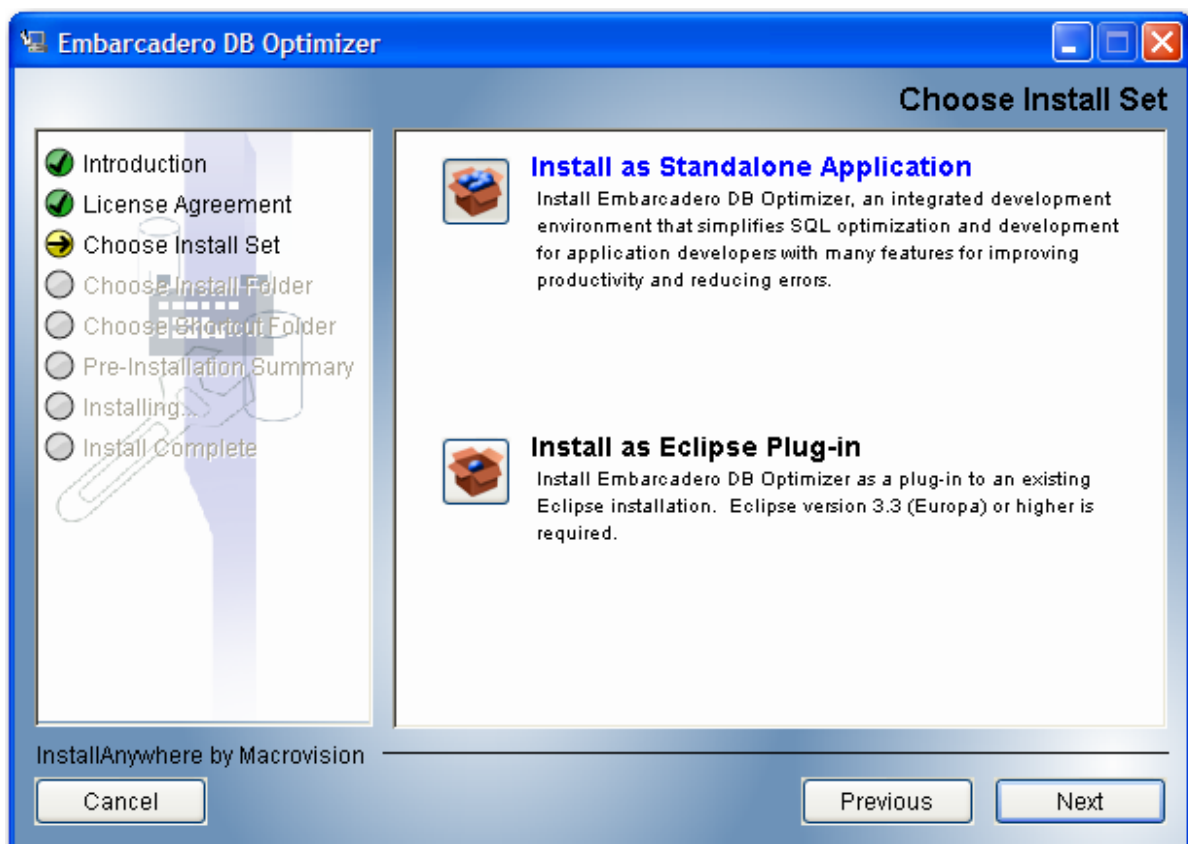 Embarcadero DB Optimizer
Choose Install Set
Introduction
License Agreement
Choose Install Set
Choose Install Folder
Choose Shortcut Folder
Pre-Installation Summary
Installing...
Install Complete
Install as Standalone Application
Install Embarcadero DB Optimizer, an integrated development
environment that simplifies SQL optimization and development
for application developers with many features for improving
productivity and reducing errors.
Install as Eclipse Plug-in
Install Embarcadero DB Optimizer as a plug-in to an existing
Eclipse installation.  Eclipse version 3.3 (Europa) or higher is
required.
InstallAnywhere by Macrovision
Cancel
Previous
Next